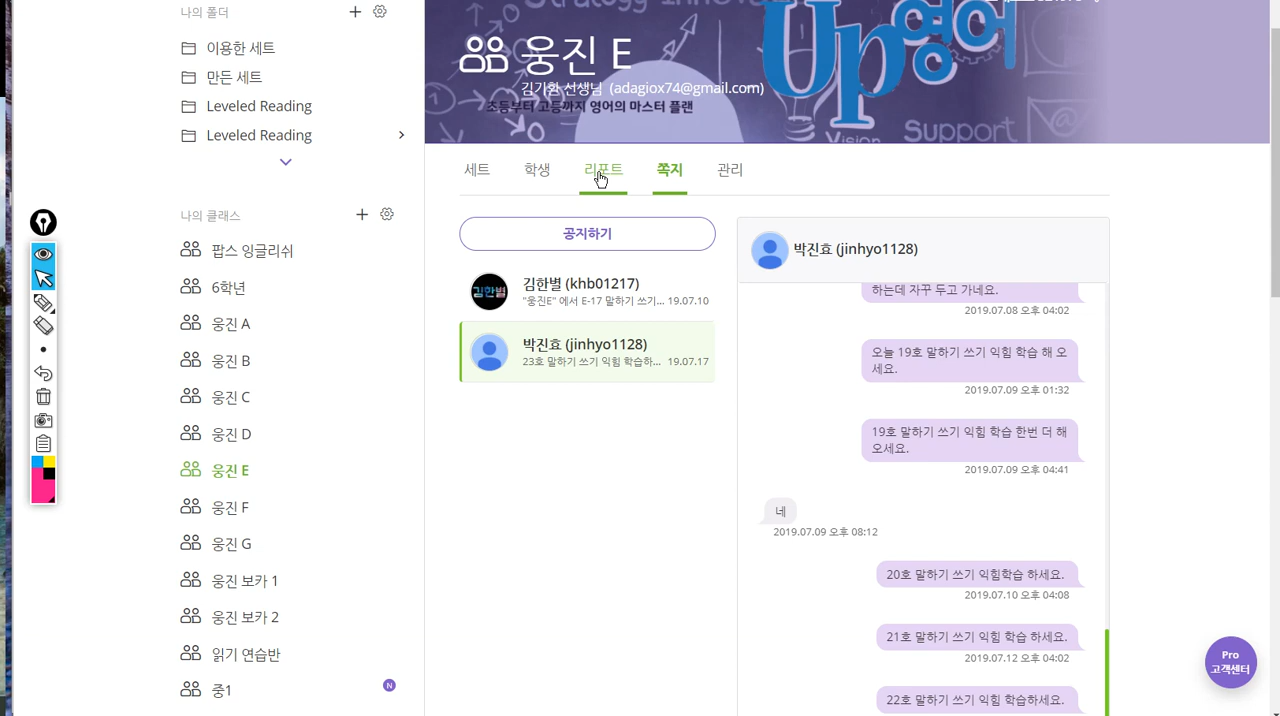 나의 폴더
이용한 세트
만든 세트
Leveled Reading
Leveled Reading
나의 클래스
팝스 잉글리쉬
6학년
웅진 A
웅진 B
웅진 C
웅진 D
웅진 E
웅진 F
웅진 G
웅진 보카 1
웅진 보카 2
읽기 연습반
중1
N
Up영어
웅진 E
김기환 선생님 (adagiox74@gmail.com)
초등부터 고등까지 영어의 마스터 플랜
Vision
Support
세트
학생
리포트
쪽지
관리
공지하기
김한별
김한별 (khb01217)
"웅진E" 에서 E-17 말하기 쓰기... 19.07.10
박진효 (jinhyo1128)
23호 말하기 쓰기 익힘 학습하... 19.07.17
박진효 (jinhyo1128)
하는데 자꾸 두고 가네요.
2019.07.08 오후 04:02
오늘 19호 말하기 쓰기 익힘 학습 해 오
세요.
2019.07.09 오후 01:32
19호 말하기 쓰기 익힘 학습 한번 더 해
오세요.
2019.07.09 오후 04:41
네
2019.07.09 오후 08:12
20호 말하기 쓰기 익힘학습 하세요.
2019.07.10 오후 04:08
21호 말하기 쓰기 익힘 학습 하세요.
2019.07.12 오후 04:02
22호 말하기 쓰기 익힘 학습하세요.
Pro
고객센터